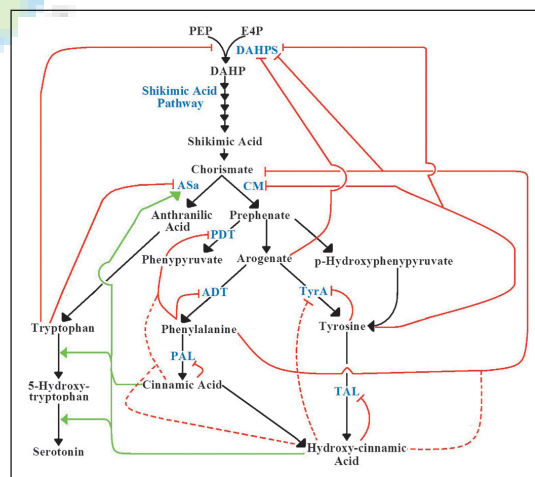 PEP E4P
DAHPS
DAHP
Shikimic Acid
Pathway
Shikimic Acid
Chorismate
ASa CM
Anthranilic
Acid
Prephenate
PDT
Phenypyruvate
Arogenate
p-Hydroxyphenypyruvate
ADT
TyrA
Tryptophan
Phenylalanine
Tyrosine
PAL
5-Hydroxy-
tryptophan
Cinnamic Acid
TAL
Serotonin
Hydroxy-cinnamic
Acid